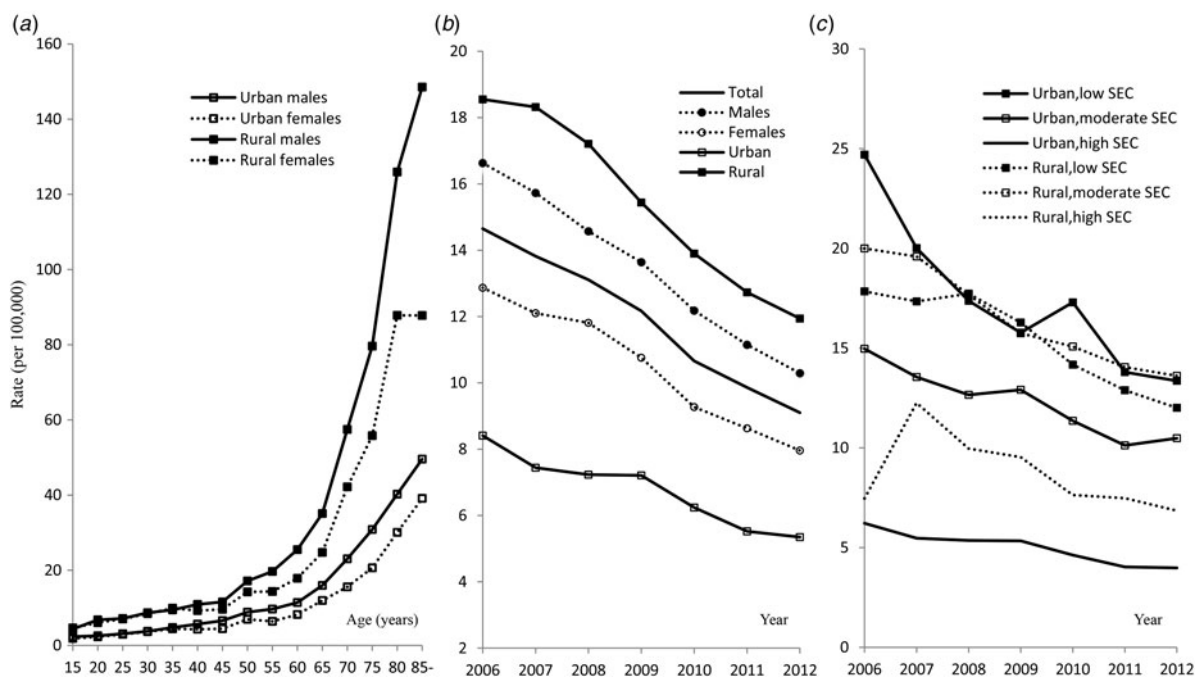 (a)
160
140
120
100
80
60
40
20
0
Rate (per 100,000)
Urban males
Urban females
Rural males
Rural females
Age (years)
15 20 25 30 35 40 45 50 55 60 65 70 75 80 85-
(b)
20
18
16
14
12
10
8
6
4
2
Total
Males
Females
Urban
Rural
Year
2006 2007 2008 2009 2010 2011 2012
(c)
30
25
20
15
10
5
0
Urban,low SEC
Urban,moderate SEC
Urban,high SEC
Rural,low SEC
Rural,moderate SEC
Rural,high SEC
Year
2006 2007 2008 2009 2010 2011 2012